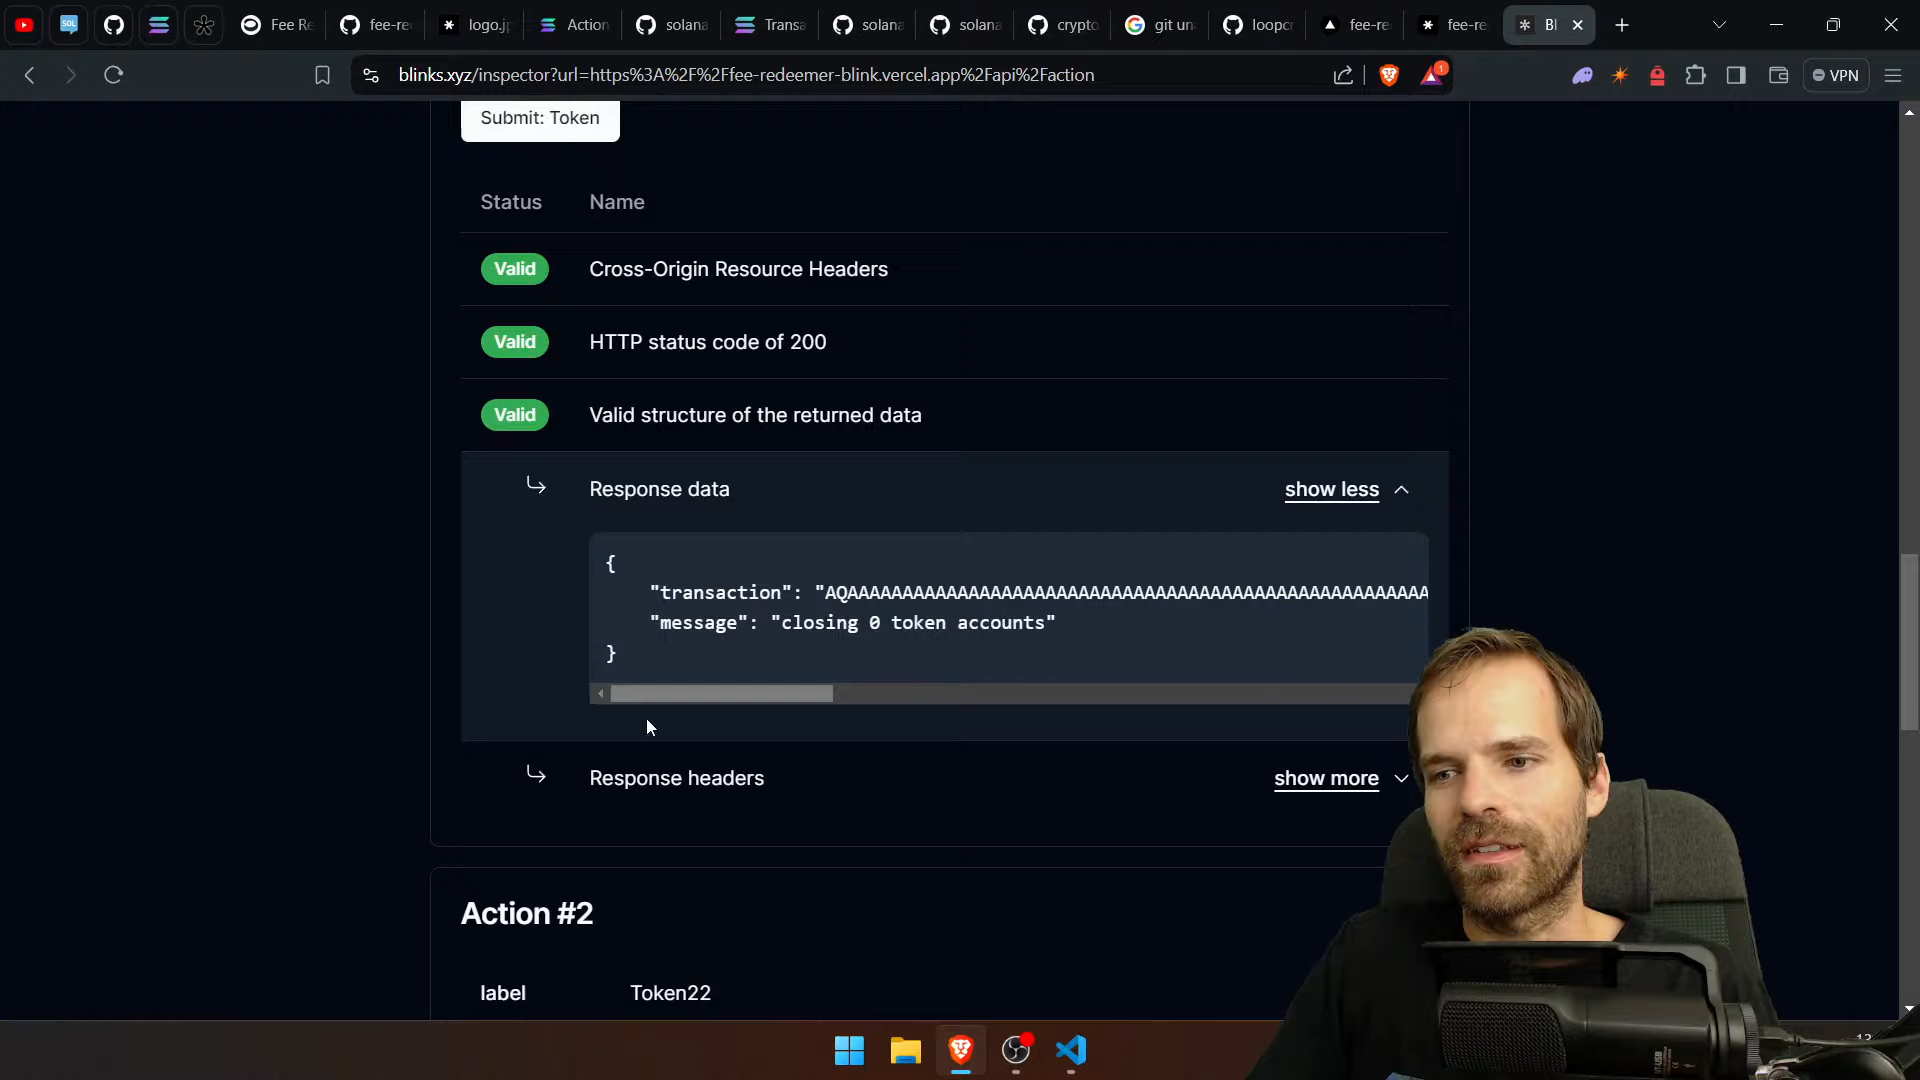 Fee Re
fee-re
logo.j
Action
solana
Transa
solana
solana
crypto
git un
loopcr
fee-re
fee-re
Bl
blinks.xyz/inspector?url=https%3A%2F%2Ffee-redeemer-blink.vercel.app%2Fapi%2Faction
1
VPN
Submit: Token
Status Name
Valid Cross-Origin Resource Headers
Valid HTTP status code of 200
Valid Valid structure of the returned data
Response data show less
{
"transaction": "AQAAAAAAAAAAAAAAAAAAAAAAAAAAAAAAAAAAAAAAAAAAAAAAAAAAAAA
"message": "closing 0 token accounts"
}
Response headers show more
Action #2
label Token22